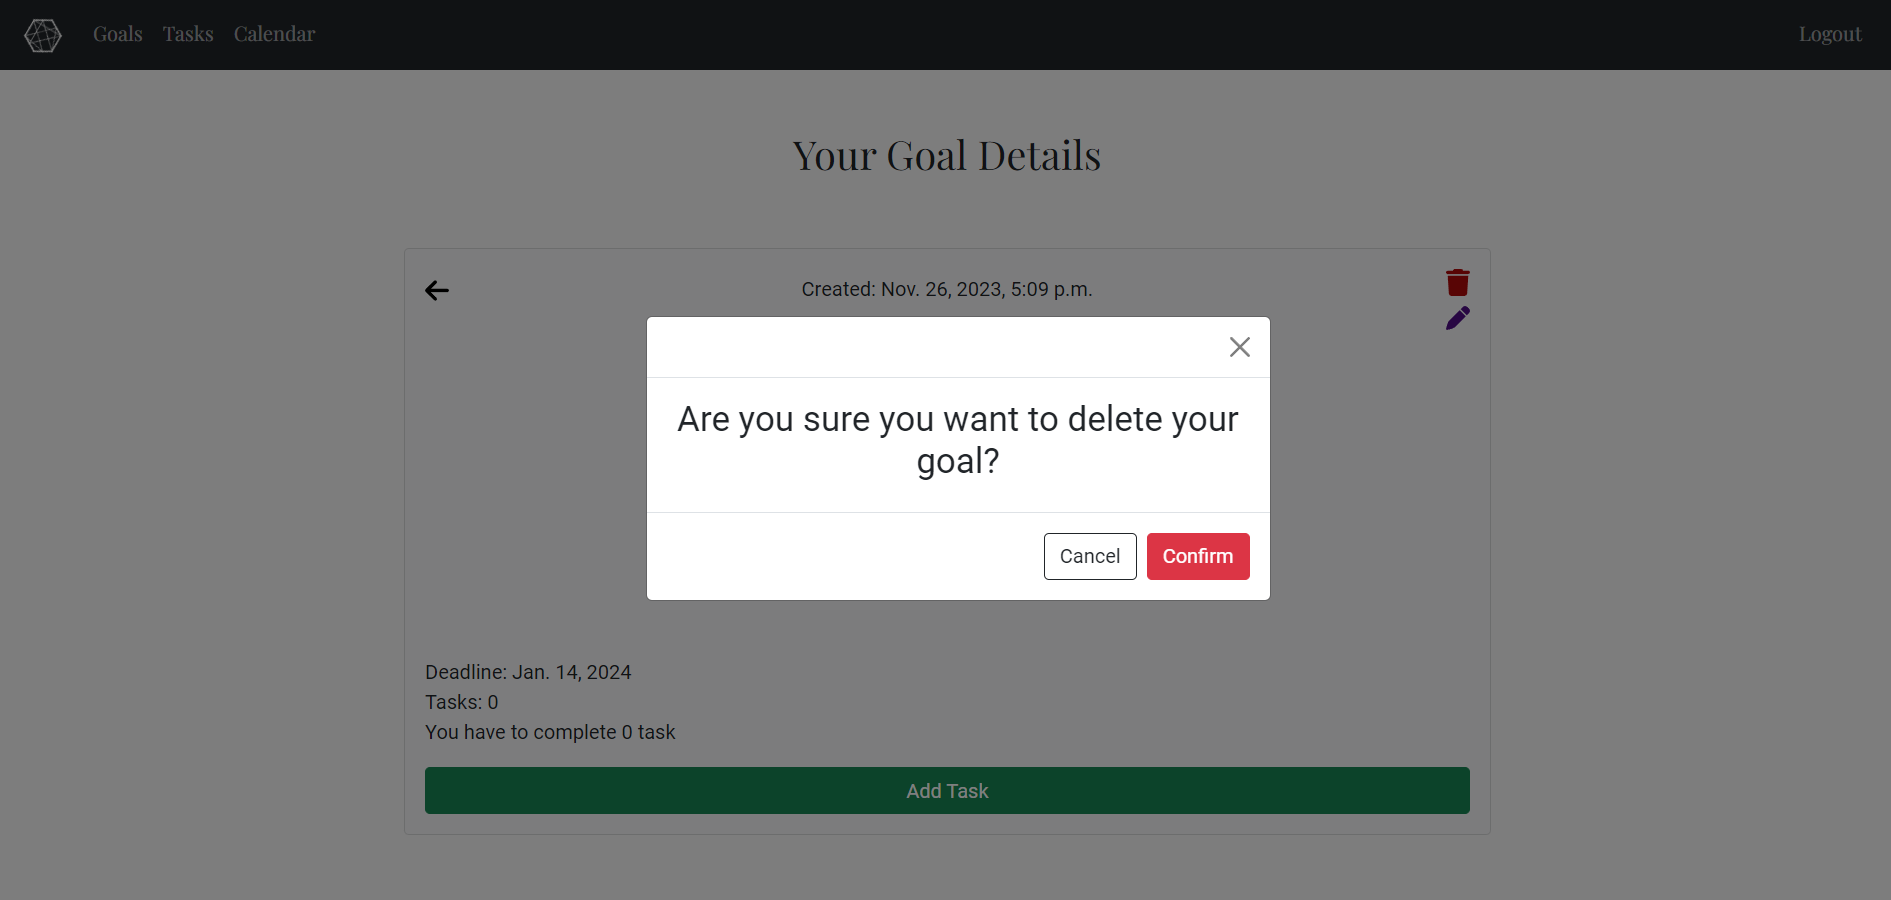 Goals Tasks Calendar Logout
Your Goal Details
Created: Nov. 26, 2023, 5:09 p.m.
Are you sure you want to delete your
goal?
Cancel Confirm
Deadline: Jan. 14, 2024
Tasks: 0
You have to complete 0 task
Add Task